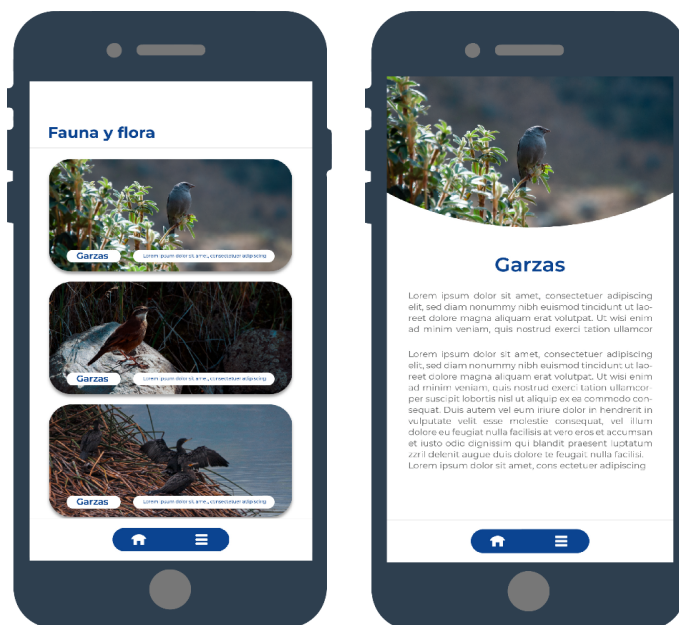 Fauna y flora
Garzas
Lorem ipsum dolor sit amet, consectetuer adipiscing
Garzas
Lorem ipsum dolor sit amet, consectetuer adipiscing
Garzas
Lorem ipsum dolor sit amet, consectetuer adipiscing
Garzas
Lorem ipsum dolor sit amet, consectetuer adipiscing
elit, sed diam nonummy nibh euismod tincidunt ut lao-
reet dolore magna aliquam erat volutpat. Ut wisi enim
ad minim veniam, quis nostrud exerci tation ullamcor
Lorem ipsum dolor sit amet, consectetuer adipiscing
elit, sed diam nonummy nibh euismod tincidunt ut lao-
reet dolore magna aliquam erat volutpat. Ut wisi enim
ad minim veniam, quis nostrud exerci tation ullamcor-
per suscipit lobortis nisl ut aliquip ex ea commodo con-
sequat. Duis autem vel eum iriure dolor in hendrerit in
vulputate velit esse molestie consequat, vel illum
dolore eu feugiat nulla facilisis at vero eros et accumsan
et iusto odio dignissim qui blandit praesent luptatum
zzril delenit augue duis dolore te feugait nulla facilisi.
Lorem ipsum dolor sit amet, cons ectetuer adipiscing